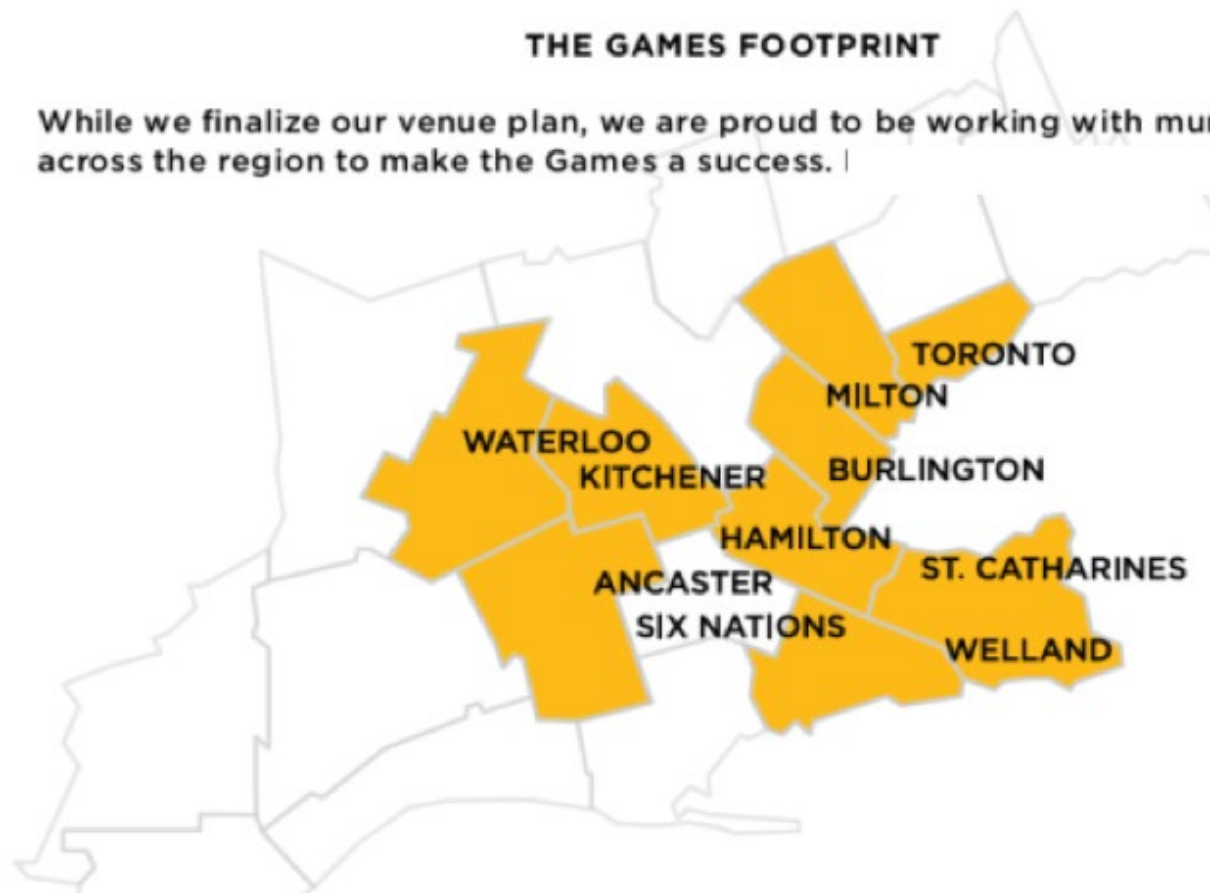 THE GAMES FOOTPRINT
While we finalize our venue plan, we are proud to be working with
across the region to make the Games a success.
TORONTO
MILTON
WATERLOO
BURLINGTON
KITCHENER
HAMILTON
ST. CATHARINES
ANCASTER
SIX NATIONS
WELLAND